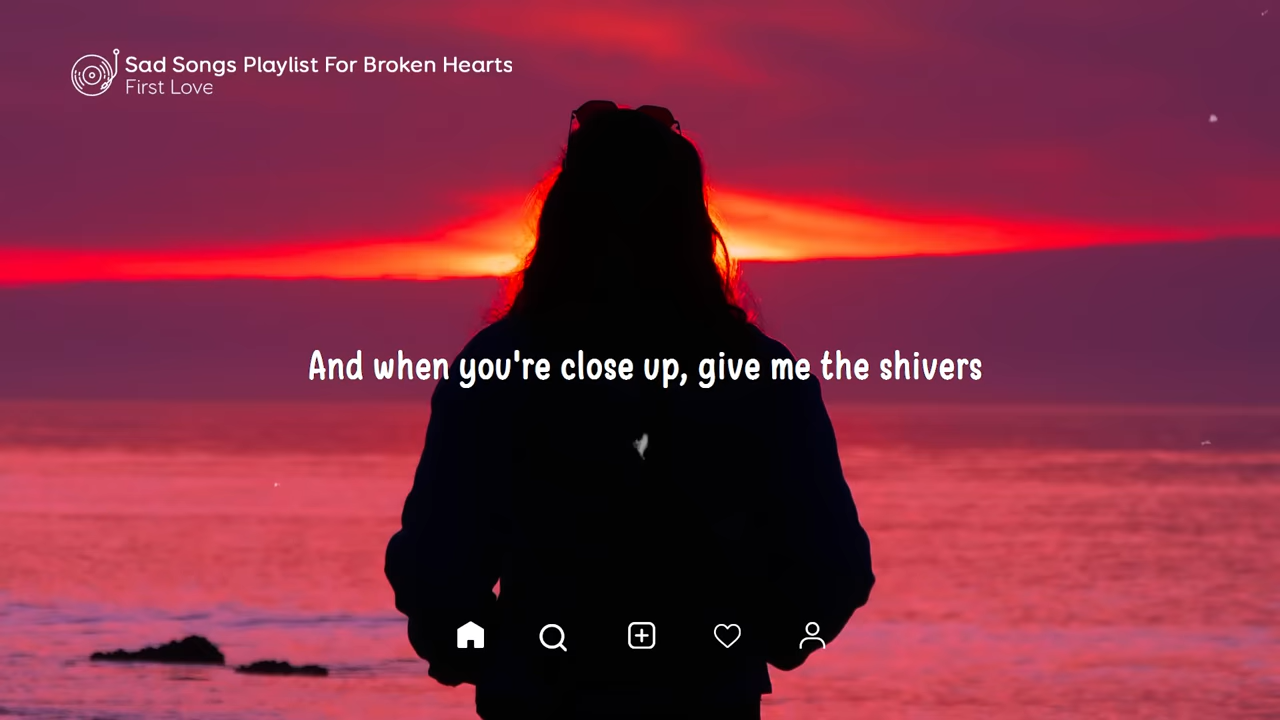 Sad Songs Playlist For Broken Hearts
First Love
And when you're close up, give me the shivers